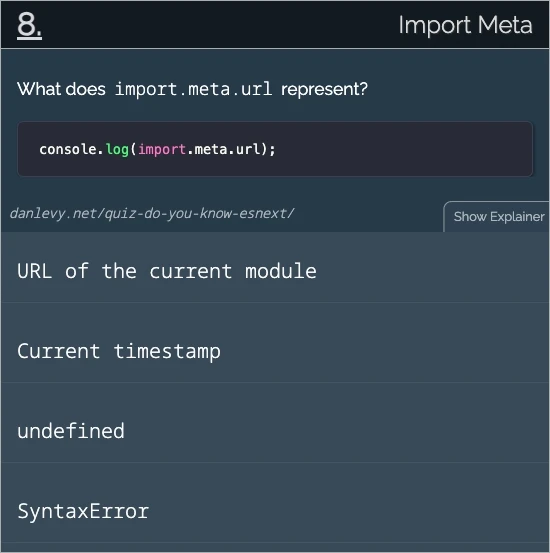 8.
Import Meta
What does import.meta.url represent?
console.log(import.meta.url);
danlevy.net/quiz-do-you-know-esnext/
Show Explainer
URL of the current module
Current timestamp
undefined
SyntaxError